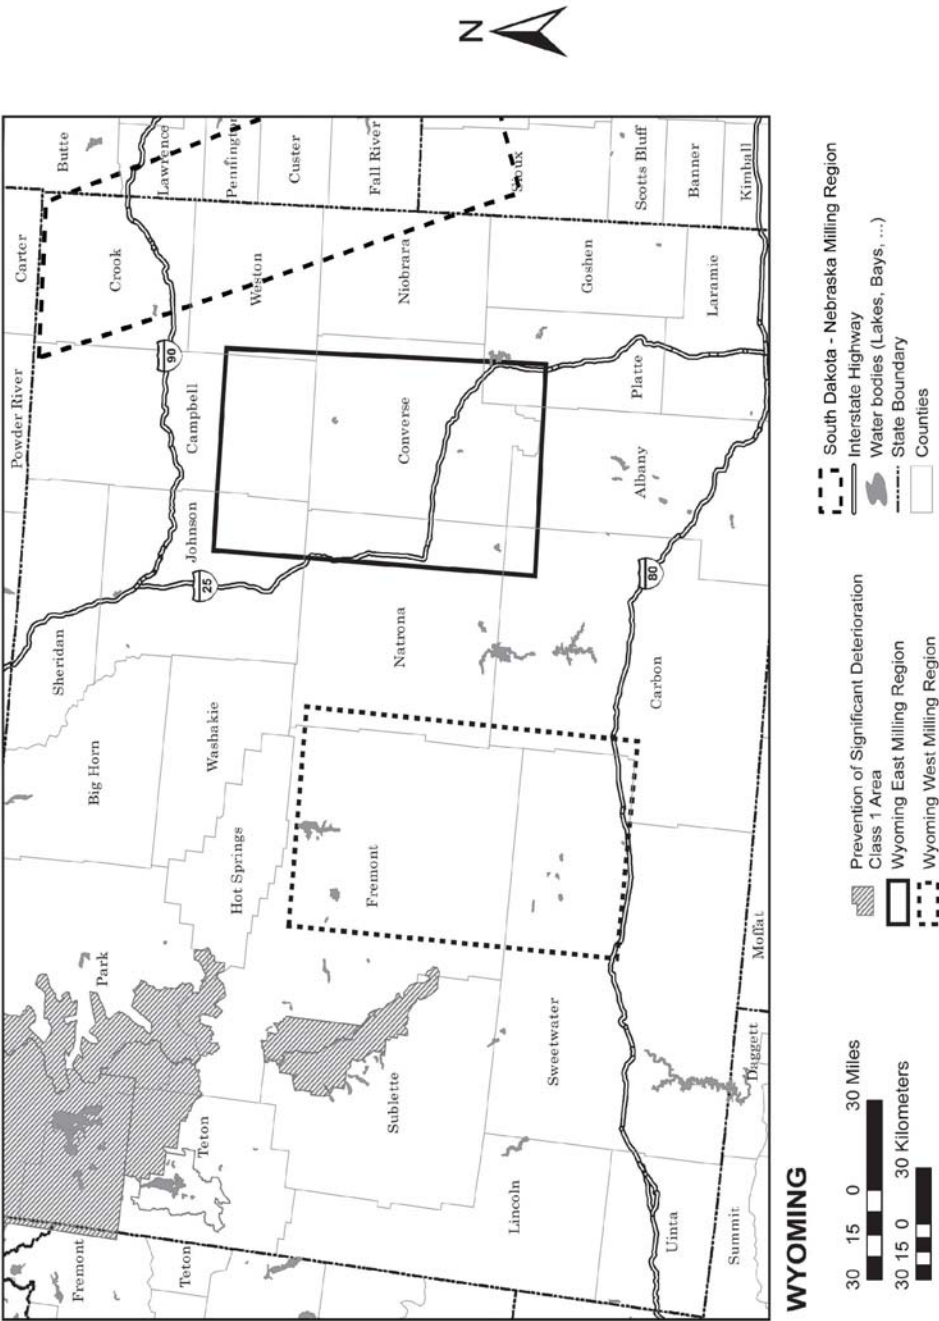 N
Powder River
Carter
Butte
Sheridan
Crook
Lawrence
Big Horn
Johnson
Campbell
90
Pennington
Park
25
Weston
Custer
Washakie
Hot Springs
Fremont
Teton
Teton
Fremont
Natrona
Converse
Niobrara
Fall River
Sublette
Sioux
Goshen
Scotts Bluff
Lincoln
Sweetwater
Carbon
Albany
Platte
Laramie
Banner
Kimball
80
Uinta
Summit
Daggett
Moffat
WYOMING
30 15 0 30 Miles
30 15 0 30 Kilometers
Prevention of Significant Deterioration
Class 1 Area
Wyoming East Milling Region
Wyoming West Milling Region
South Dakota - Nebraska Milling Region
Interstate Highway
Water bodies (Lakes, Bays, ...)
State Boundary
Counties